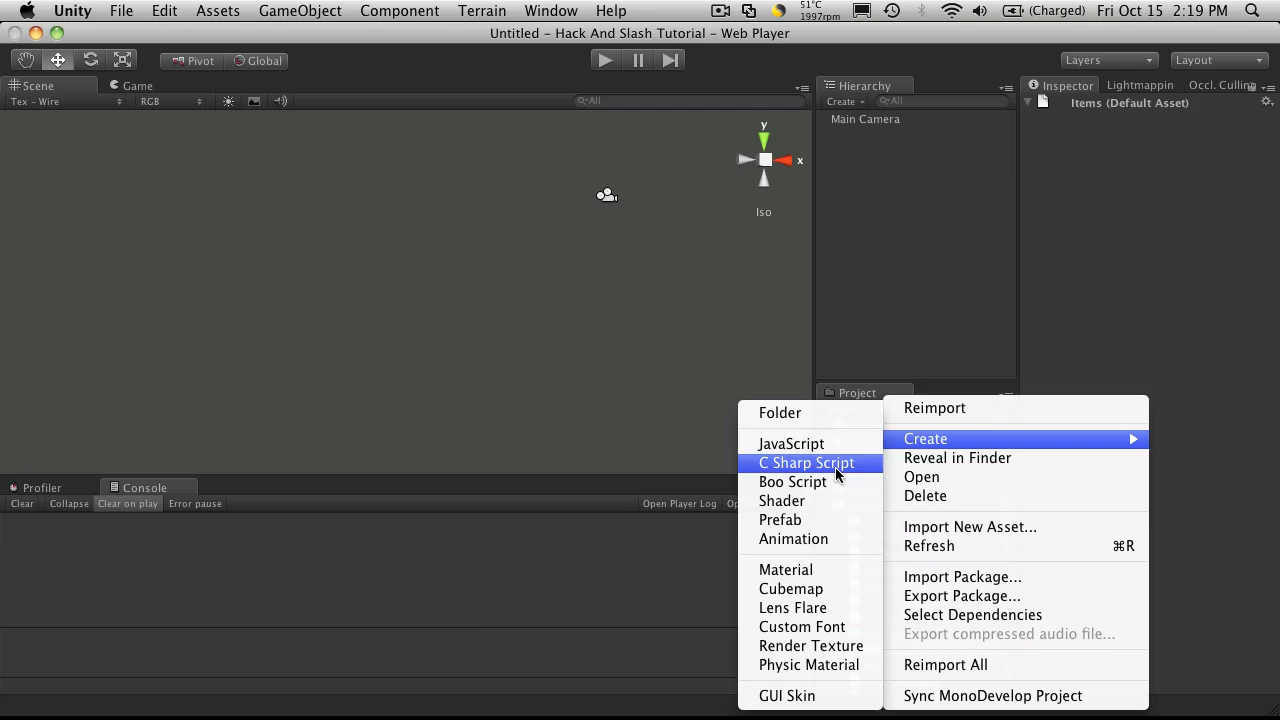 Unity File Edit Assets GameObject Component Terrain Window Help 51°C 1997rpm (Charged) Fri Oct 15 2:19 PM
Untitled - Hack And Slash Tutorial - Web Player
Pivot Global Layers Layout
Scene Game Hierarchy Inspector Lightmappin Occl. Culling
Tex - Wire RGB All Create All Items (Default Asset)
Main Camera
y
x
Iso
Project
Folder
JavaScript
C Sharp Script
Boo Script
Shader
Prefab
Animation
Material
Cubemap
Lens Flare
Custom Font
Render Texture
Physic Material
GUI Skin
Reimport
Create
Reveal in Finder
Open
Delete
Import New Asset...
Refresh ⌘R
Import Package...
Export Package...
Select Dependencies
Export compressed audio file...
Reimport All
Sync MonoDevelop Project
Profiler Console
Clear Collapse Clear on play Error pause Open Player Log